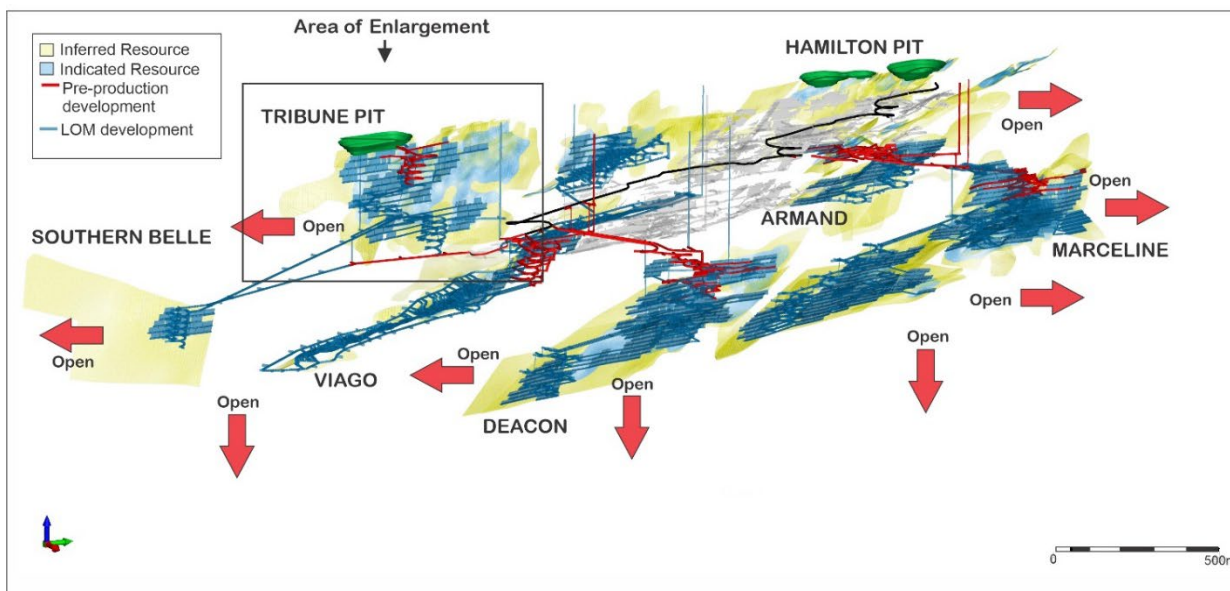 Area of Enlargement
HAMILTON PIT
Inferred Resource
Indicated Resource
Pre-production
development
LOM development
TRIBUNE PIT
Open
Open
Open
SOUTHERN BELLE
ARMAND
MARCELINE
Open
Open
Open
Open
VIAGO
Open
Open
DEACON
0
500m